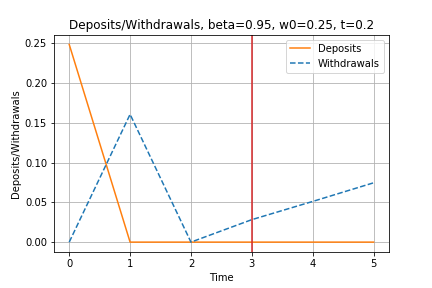 Deposits/Withdrawals, beta=0.95, w0=0.25, t=0.2
Deposits
Withdrawals
Deposits/Withdrawals
0.25
0.20
0.15
0.10
0.05
0.00
0 1 2 3 4 5
Time